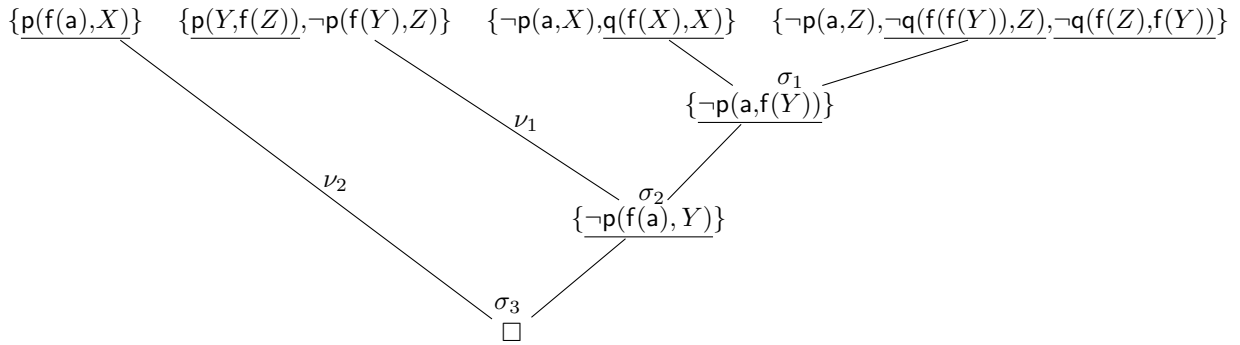 {p(f(a),X)} {p(Y,f(Z)),¬p(f(Y),Z)} {¬p(a,X),q(f(X),X)} {¬p(a,Z),¬q(f(f(Y)),Z),¬q(f(Z),f(Y))}
σ₁
{¬p(a,f(Y))}
ν₁
ν₂
σ₂
{¬p(f(a), Y)}
σ₃
□